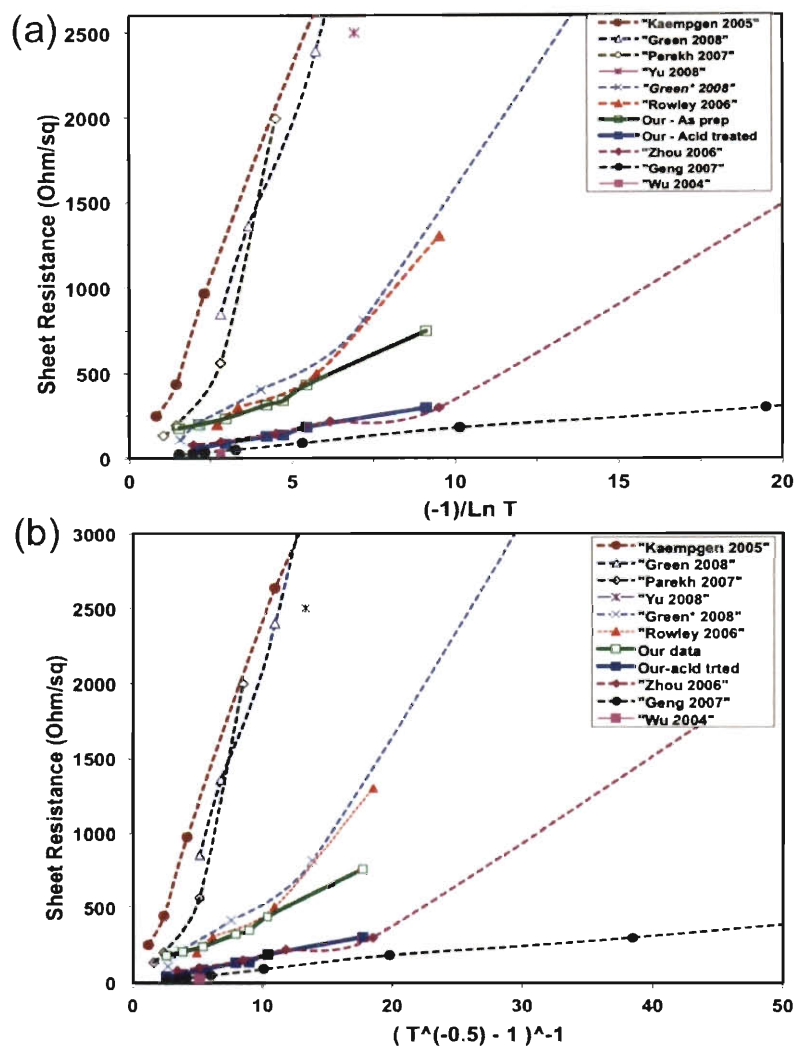 (a)
2500
2000
1500
1000
500
0
Sheet Resistance (Ohm/sq)
0 5 10 15 20
(-1)/Ln T
"Kaempgen 2005"
"Green 2008"
"Perekh 2007"
"Yu 2008"
"Green* 2008"
"Rowley 2006"
Our - As prep
Our - Acid treated
"Zhou 2006"
"Geng 2007"
"Wu 2004"
(b)
3000
2500
2000
1500
1000
500
0
Sheet Resistance (Ohm/sq)
0 10 20 30 40 50
( T^(-0.5) - 1 )^-1
"Kaempgen 2005"
"Green 2008"
"Parekh 2007"
"Yu 2008"
"Green* 2008"
"Rowley 2006"
Our data
Our-acid trted
"Zhou 2006"
"Geng 2007"
"Wu 2004"